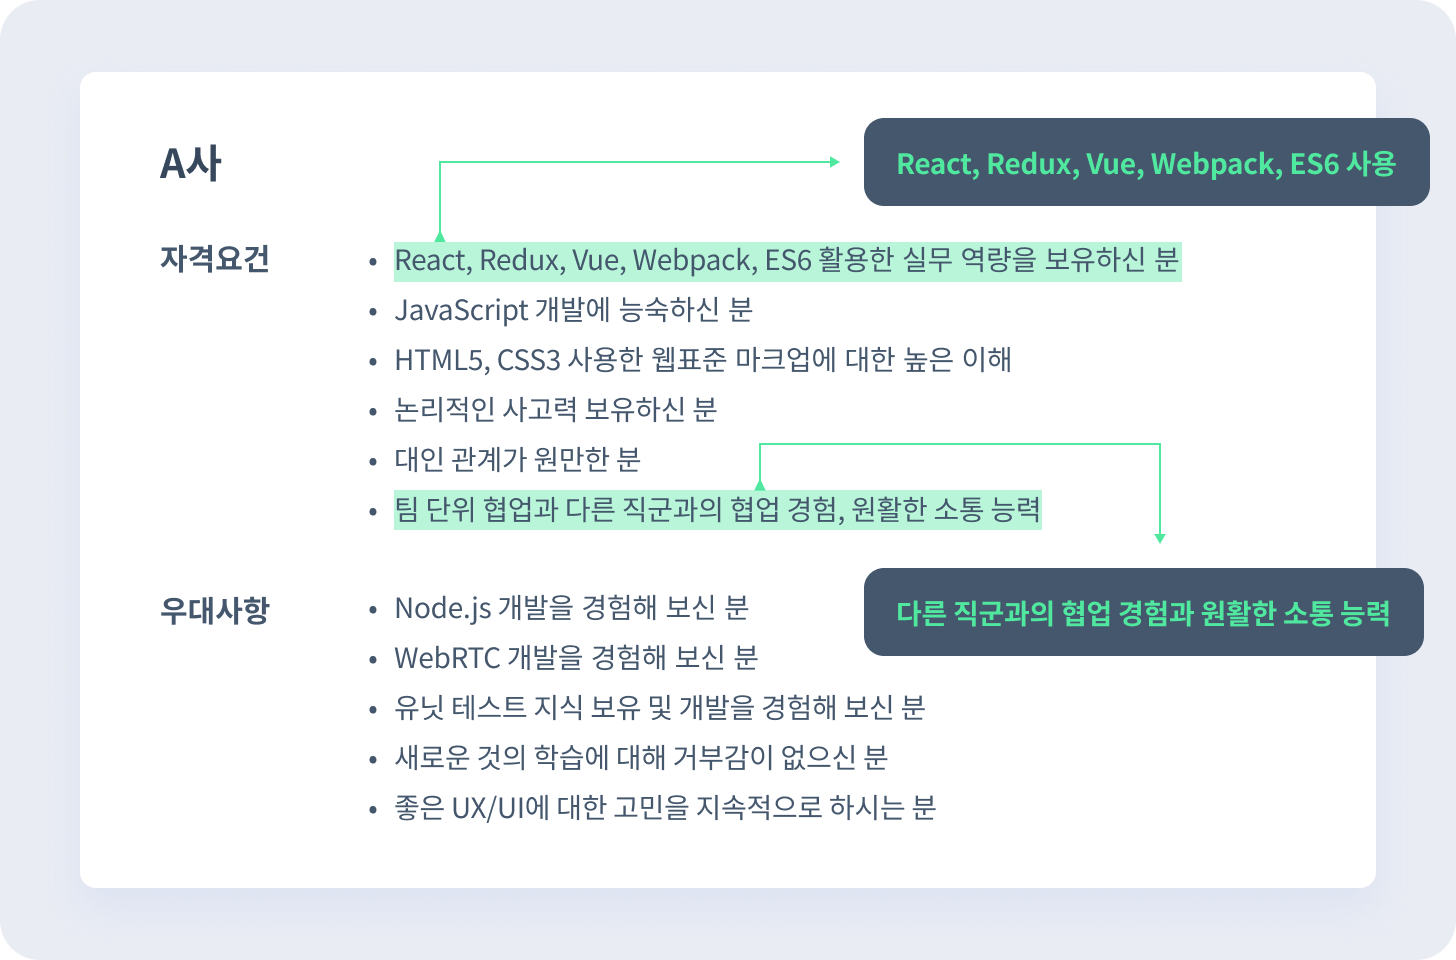 A사
React, Redux, Vue, Webpack, ES6 사용
자격요건
• React, Redux, Vue, Webpack, ES6 활용한 실무 역량을 보유하신 분
• JavaScript 개발에 능숙하신 분
• HTML5, CSS3 사용한 웹표준 마크업에 대한 높은 이해
• 논리적인 사고력 보유하신 분
• 대인 관계가 원만한 분
• 팀 단위 협업과 다른 직군과의 협업 경험, 원활한 소통 능력
다른 직군과의 협업 경험과 원활한 소통 능력
우대사항
• Node.js 개발을 경험해 보신 분
• WebRTC 개발을 경험해 보신 분
• 유닛 테스트 지식 보유 및 개발을 경험해 보신 분
• 새로운 것의 학습에 대해 거부감이 없으신 분
• 좋은 UX/UI에 대한 고민을 지속적으로 하시는 분